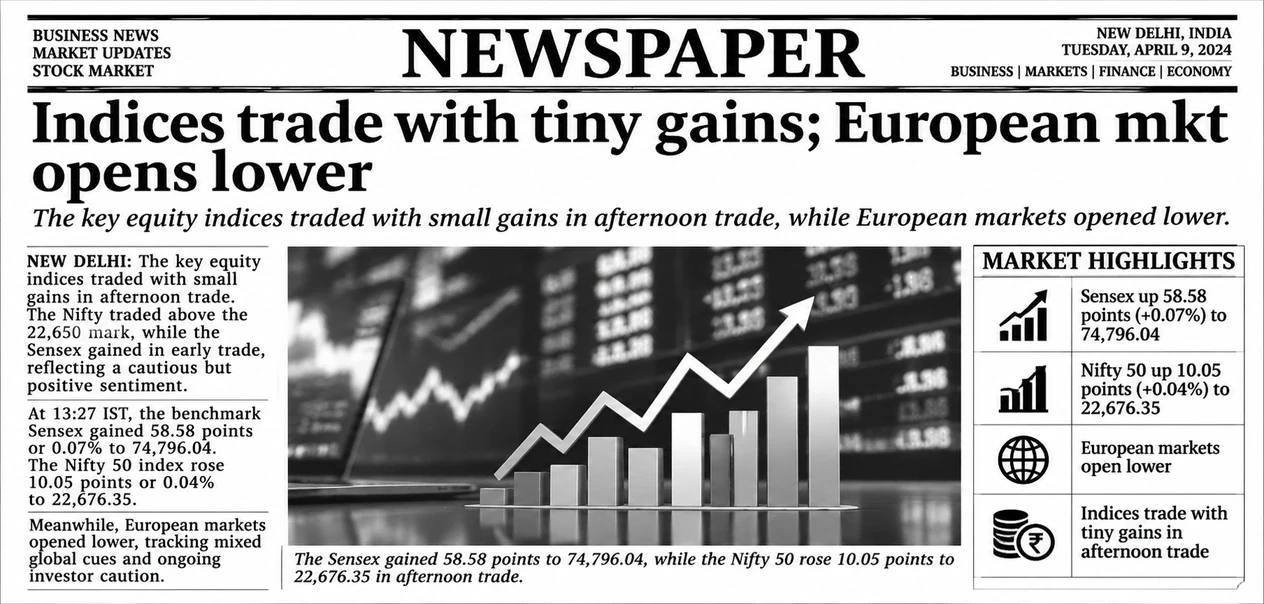 BUSINESS NEWS
MARKET UPDATES
STOCK MARKET
NEWSPAPER
NEW DELHI, INDIA
TUESDAY, APRIL 9, 2024
BUSINESS | MARKETS | FINANCE | ECONOMY
Indices trade with tiny gains; European mkt
opens lower
The key equity indices traded with small gains in afternoon trade, while European markets opened lower.
NEW DELHI: The key equity
indices traded with small
gains in afternoon trade.
The Nifty traded above the
22,650 mark, while the
Sensex gained in early trade,
reflecting a cautious but
positive sentiment.
At 13:27 IST, the benchmark
Sensex gained 58.58 points
or 0.07% to 74,796.04.
The Nifty 50 index rose
10.05 points or 0.04%
to 22,676.35.
Meanwhile, European markets
opened lower, tracking mixed
global cues and ongoing
investor caution.
The Sensex gained 58.58 points to 74,796.04, while the Nifty 50 rose 10.05 points to
22,676.35 in afternoon trade.
MARKET HIGHLIGHTS
Sensex up 58.58
points (+0.07%) to
74,796.04
Nifty 50 up 10.05
points (+0.04%) to
22,676.35
European markets
open lower
₹
Indices trade with
tiny gains in
afternoon trade